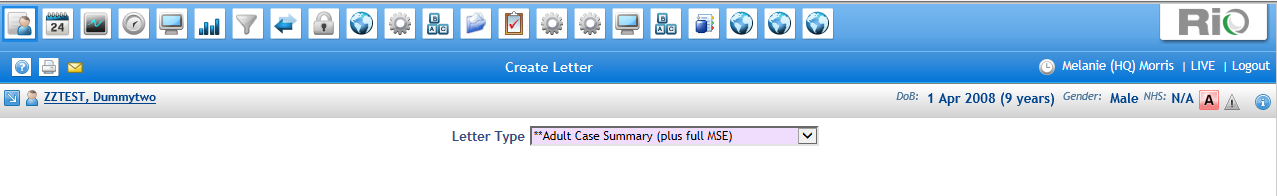 24
RiO
Create Letter
Melanie (HQ) Morris | LIVE | Logout
ZZTEST, Dummytwo
DoB: 1 Apr 2008 (9 years) Gender: Male NHS: N/A A
Letter Type **Adult Case Summary (plus full MSE)